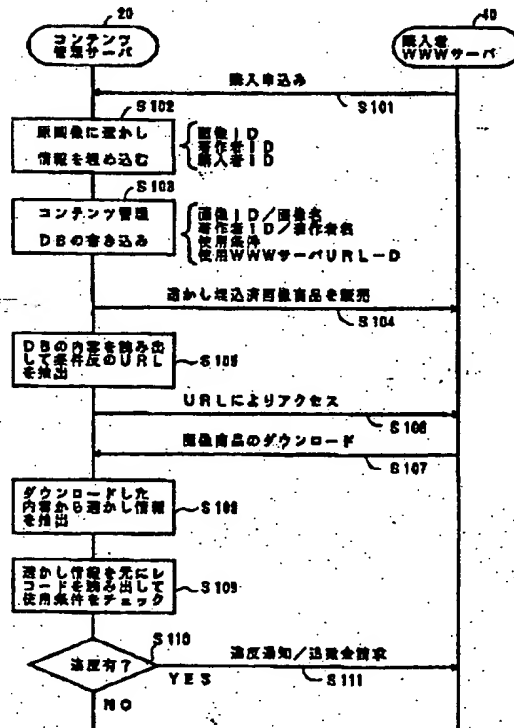 20
コンテンツ
管理サーバ
40
購入者
WWWサーバ
購入申込み
S101
S102
原画像に透かし
情報を埋め込む
画像ID
著作者ID
購入者ID
S103
コンテンツ管理
DBの書き込み
画像ID/画像名
著作者ID/著作者名
使用条件
使用WWWサーバURL-D
透かし埋込済画像商品を販売
S104
DBの内容を読み出
して条件反のURL
を抽出
S105
URLによりアクセス
S106
画像商品のダウンロード
S107
ダウンロードした
内容から透かし情報
を抽出
S108
透かし情報を元にレ
コードを読み出して
使用条件をチェック
S109
S110
違反有?
違反通知/追徴金請求
YES
S111
NO